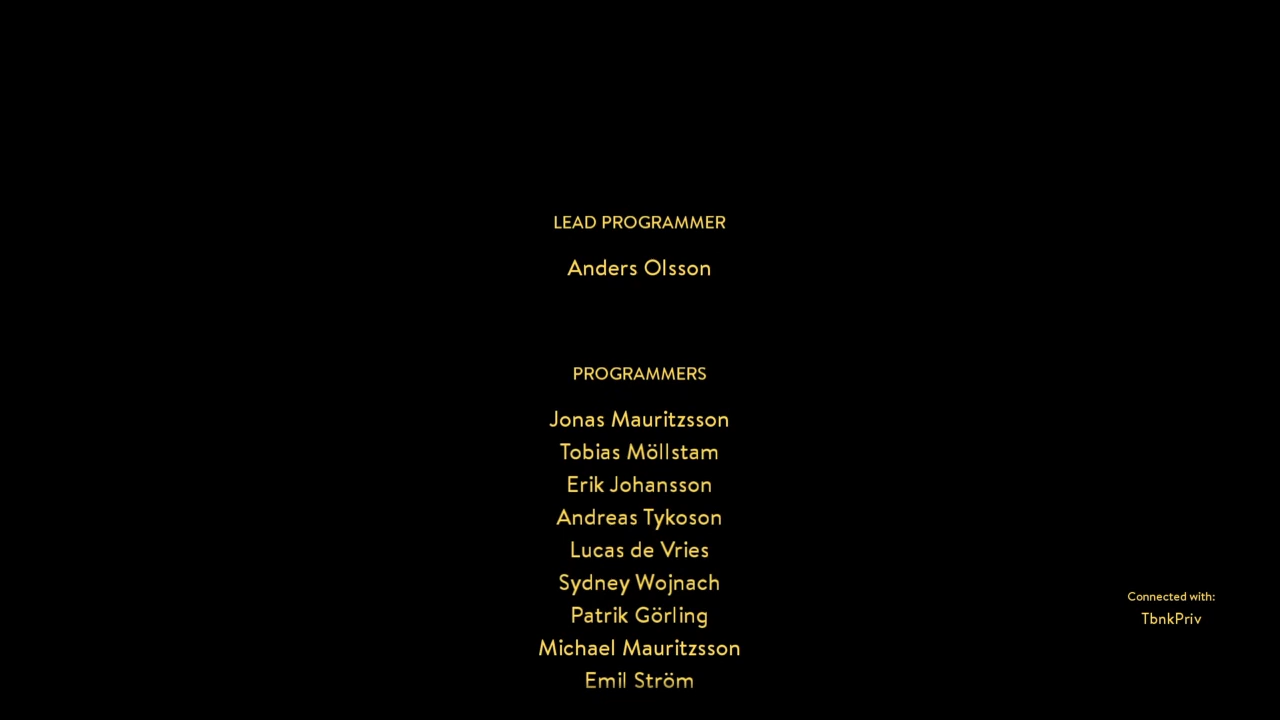 LEAD PROGRAMMER
Anders Olsson
PROGRAMMERS
Jonas Mauritzsson
Tobias Möllstam
Erik Johansson
Andreas Tykoson
Lucas de Vries
Sydney Wojnach
Patrik Görling
Michael Mauritzsson
Emil Ström
Connected with:
TbnkPriv